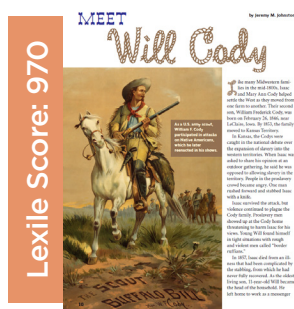 MEET
by Jeremy M. Johnston
Will Cody
Lexile Score: 970
As a U.S. army scout,
William F. Cody
participated in attacks
on Native Americans,
which he later
reenacted in his shows.
Like many Midwestern fami-
lies in the mid-1800s, Isaac
and Mary Ann Cody helped
settle the West as they moved from
one farm to another. Their second
son, William Frederick Cody, was
born on February 26, 1846, near
LeClaire, Iowa. By 1853, the family
moved to Kansas Territory.
In Kansas, the Codys were
caught in the national debate over
the expansion of slavery into the
western territories. When Isaac was
asked to share his opinion at an
outdoor gathering, he said he was
opposed to allowing slavery in the
territory. People in the proslavery
crowd became angry. One man
rushed forward and stabbed Isaac
with a knife.
Isaac survived the attack, but
violence continued to plague the
Cody family. Proslavery men
showed up at the Cody home
threatening to harm Isaac for his
views. Young Will found himself
in tight situations with tough
and violent men called "border
ruffians."
In 1857, Isaac died from an ill-
ness that had been complicated by
the stabbing, from which he had
never fully recovered. As the oldest
living son, 11-year-old Will became
the head of the household. He
left home to work as a messenger